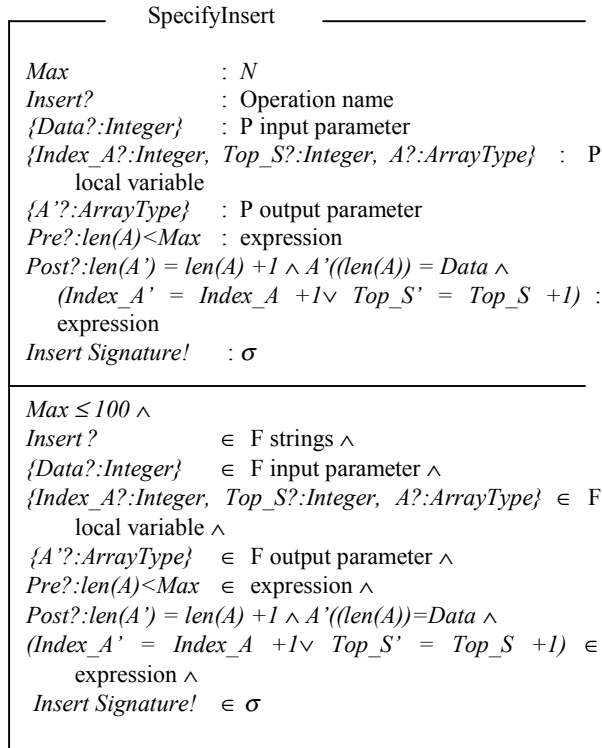 SpecifyInsert
Max : N
Insert? : Operation name
{Data?:Integer} : P input parameter
{Index_A?:Integer, Top_S?:Integer, A?:ArrayType} : P
local variable
{A’?:ArrayType} : P output parameter
Pre?:len(A)<Max : expression
Post?:len(A’) = len(A) +1 ∧ A’((len(A)) = Data ∧
(Index_A’ = Index_A +1∨ Top_S’ = Top_S +1) :
expression
Insert Signature! : σ
Max ≤ 100 ∧
Insert ? ∈ F strings ∧
{Data?:Integer} ∈ F input parameter ∧
{Index_A?:Integer, Top_S?:Integer, A?:ArrayType} ∈ F
local variable ∧
{A’?:ArrayType} ∈ F output parameter ∧
Pre?:len(A)<Max ∈ expression ∧
Post?:len(A’) = len(A) +1 ∧ A’((len(A))=Data ∧
(Index_A’ = Index_A +1∨ Top_S’ = Top_S +1) ∈
expression ∧
Insert Signature! ∈ σ